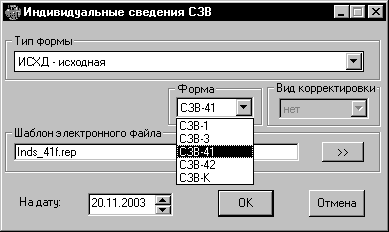 Индивидуальные сведения СЗВ
Тип формы
ИСХД - исходная
Форма
Вид корректировки
СЗВ-41
нет
СЗВ-1
СЗВ-3
СЗВ-41
СЗВ-42
СЗВ-К
Шаблон электронного файла
Inds_41f.rep
>>
На дату:
20.11.2003
OK
Отмена